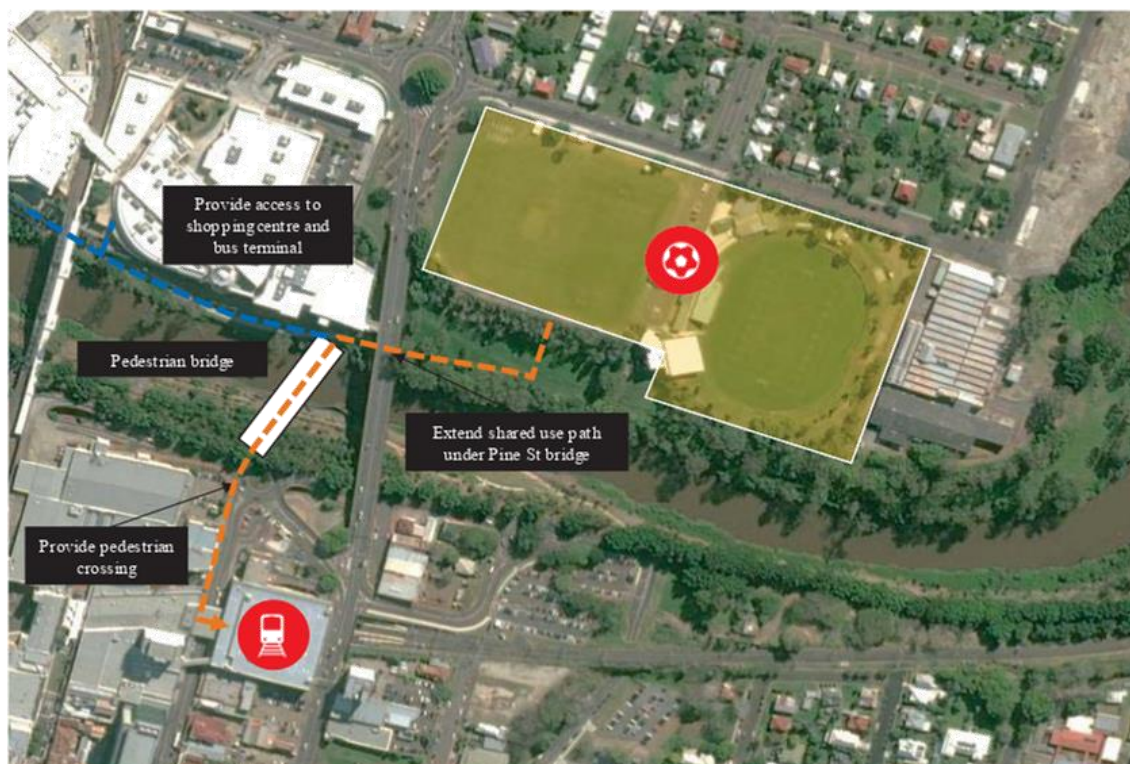 Provide access to
shopping centre and
bus terminal
Pedestrian bridge
Extend shared use path
under Pine St bridge
Provide pedestrian
crossing